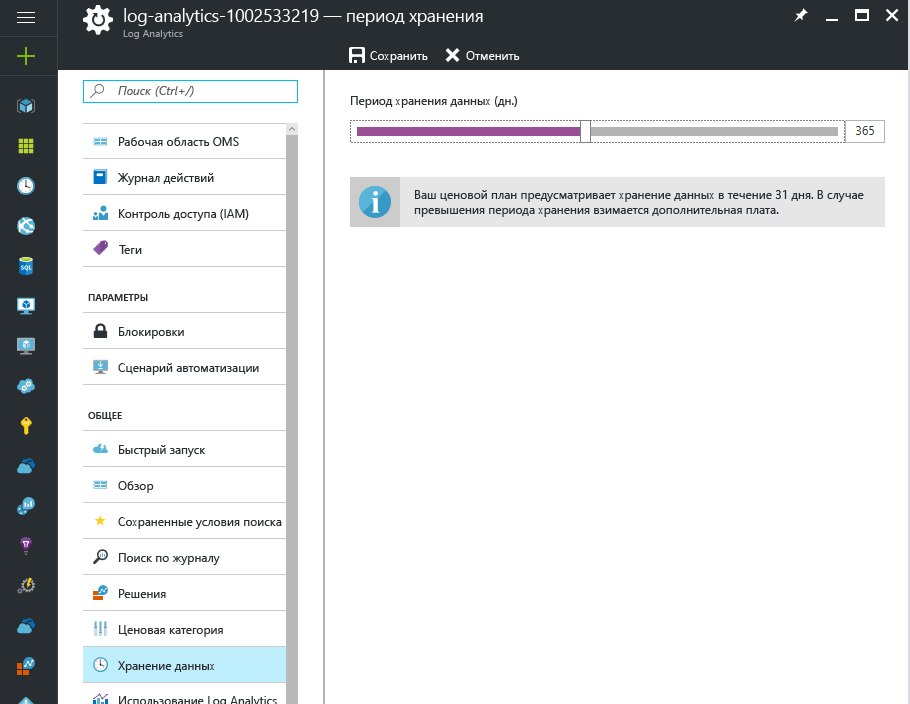 log-analytics-1002533219 — период хранения
Log Analytics
Сохранить
Отменить
Поиск (Ctrl+/)
Рабочая область OMS
Журнал действий
Контроль доступа (IAM)
Теги
ПАРАМЕТРЫ
Блокировки
Сценарий автоматизации
ОБЩЕЕ
Быстрый запуск
Обзор
Сохраненные условия поиска
Поиск по журналу
Решения
Ценовая категория
Хранение данных
Использование Log Analytics
Период хранения данных (дн.)
365
Ваш ценовой план предусматривает хранение данных в течение 31 дня. В случае
превышения периода хранения взимается дополнительная плата.
SQL